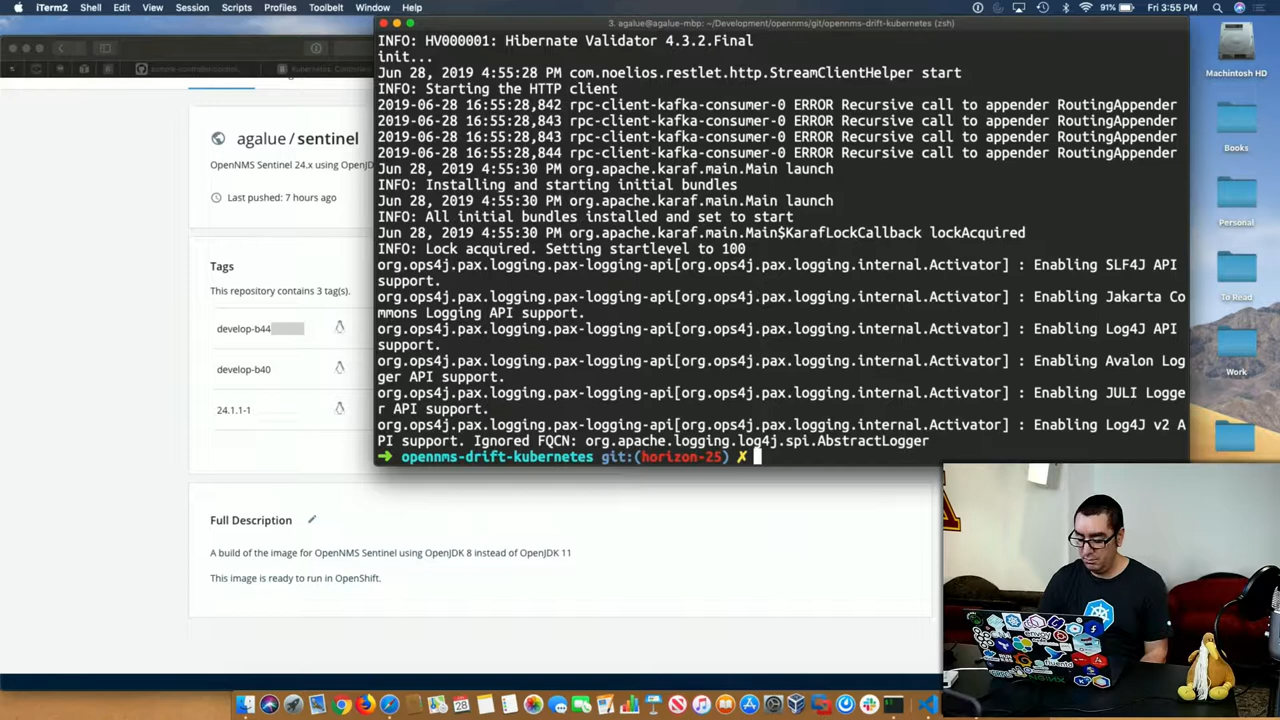 iTerm2 Shell Edit View Session Scripts Profiles Toolbelt Window Help 91% Fri 3:55 PM
3. agalue@agalue-mbp: ~/Development/opennms/git/opennms-drift-kubernetes (zsh)
INFO: HV000001: Hibernate Validator 4.3.2.Final
init...
Jun 28, 2019 4:55:28 PM com.noelios.restlet.http.StreamClientHelper start
INFO: Starting the HTTP client
2019-06-28 16:55:28,842 rpc-client-kafka-consumer-0 ERROR Recursive call to appender RoutingAppender
2019-06-28 16:55:28,843 rpc-client-kafka-consumer-0 ERROR Recursive call to appender RoutingAppender
2019-06-28 16:55:28,843 rpc-client-kafka-consumer-0 ERROR Recursive call to appender RoutingAppender
2019-06-28 16:55:28,844 rpc-client-kafka-consumer-0 ERROR Recursive call to appender RoutingAppender
Jun 28, 2019 4:55:30 PM org.apache.karaf.main.Main launch
INFO: Installing and starting initial bundles
Jun 28, 2019 4:55:30 PM org.apache.karaf.main.Main launch
INFO: All initial bundles installed and set to start
Jun 28, 2019 4:55:30 PM org.apache.karaf.main.Main$KarafLockCallback lockAcquired
INFO: Lock acquired. Setting startlevel to 100
org.ops4j.pax.logging.pax-logging-api[org.ops4j.pax.logging.internal.Activator] : Enabling SLF4J API
support.
org.ops4j.pax.logging.pax-logging-api[org.ops4j.pax.logging.internal.Activator] : Enabling Jakarta Co
mmons Logging API support.
org.ops4j.pax.logging.pax-logging-api[org.ops4j.pax.logging.internal.Activator] : Enabling Log4J API
support.
org.ops4j.pax.logging.pax-logging-api[org.ops4j.pax.logging.internal.Activator] : Enabling Avalon Log
ger API support.
org.ops4j.pax.logging.pax-logging-api[org.ops4j.pax.logging.internal.Activator] : Enabling JULI Logge
r API support.
org.ops4j.pax.logging.pax-logging-api[org.ops4j.pax.logging.internal.Activator] : Enabling Log4J v2 A
PI support. Ignored FQCN: org.apache.logging.log4j.spi.AbstractLogger
➜ opennms-drift-kubernetes git:(horizon-25) ✗
agalue / sentinel
OpenNMS Sentinel 24.x using OpenJD
Last pushed: 7 hours ago
Tags
This repository contains 3 tag(s).
develop-b44
develop-b40
24.1.1-1
Full Description
A build of the image for OpenNMS Sentinel using OpenJDK 8 instead of OpenJDK 11
This image is ready to run in OpenShift.
Machintosh HD
Books
Personal
To Read
Work
NGINX